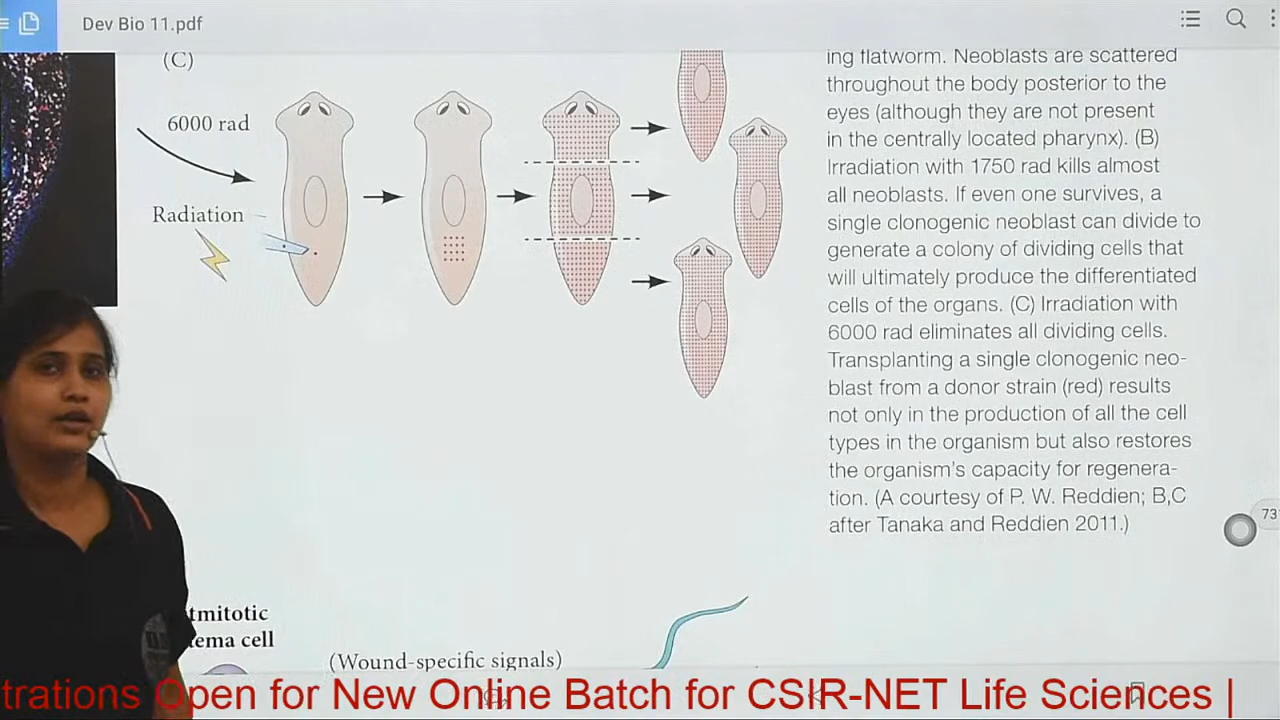 Dev Bio 11.pdf
(C)
6000 rad
Radiation
ing flatworm. Neoblasts are scattered
throughout the body posterior to the
eyes (although they are not present
in the centrally located pharynx). (B)
Irradiation with 1750 rad kills almost
all neoblasts. If even one survives, a
single clonogenic neoblast can divide to
generate a colony of dividing cells that
will ultimately produce the differentiated
cells of the organs. (C) Irradiation with
6000 rad eliminates all dividing cells.
Transplanting a single clonogenic neo-
blast from a donor strain (red) results
not only in the production of all the cell
types in the organism but also restores
the organism's capacity for regenera-
tion. (A courtesy of P. W. Reddien; B,C
after Tanaka and Reddien 2011.)
73
tmitotic
ema cell
(Wound-specific signals)
trations Open for New Online Batch for CSIR-NET Life Sciences |